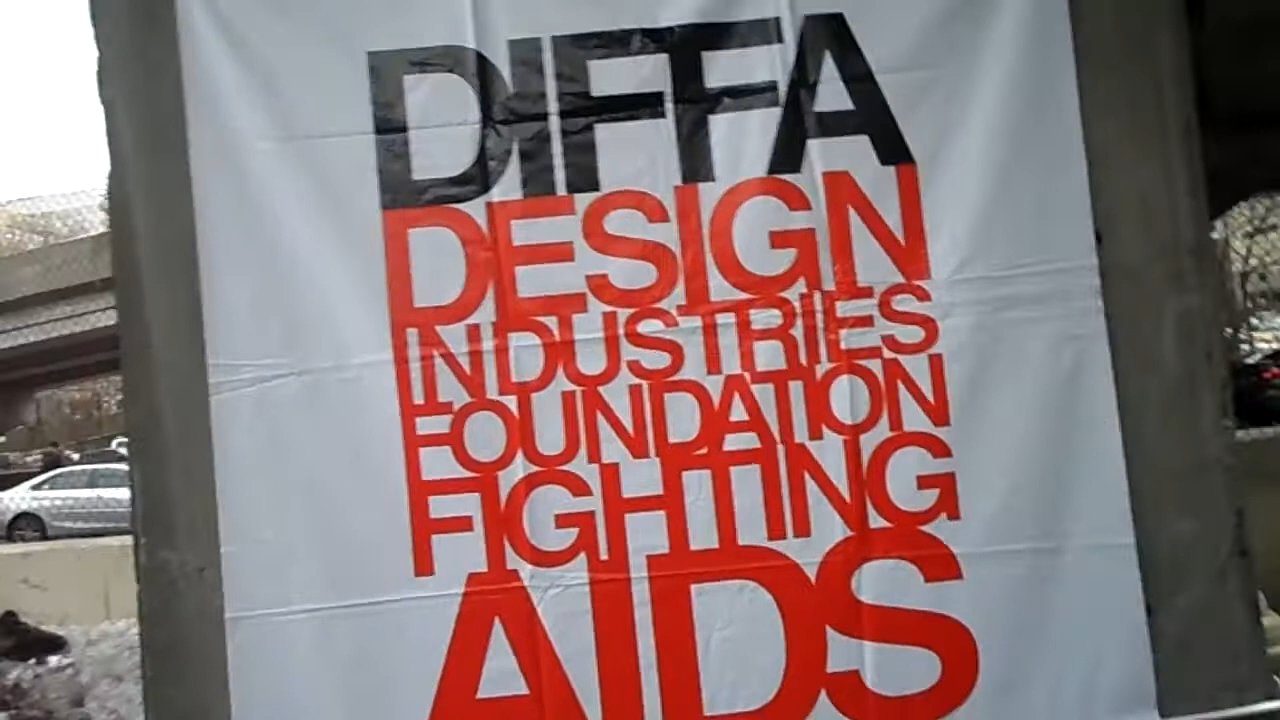 DIFFA
DESIGN
INDUSTRIES
FOUNDATION
FIGHTING
AIDS